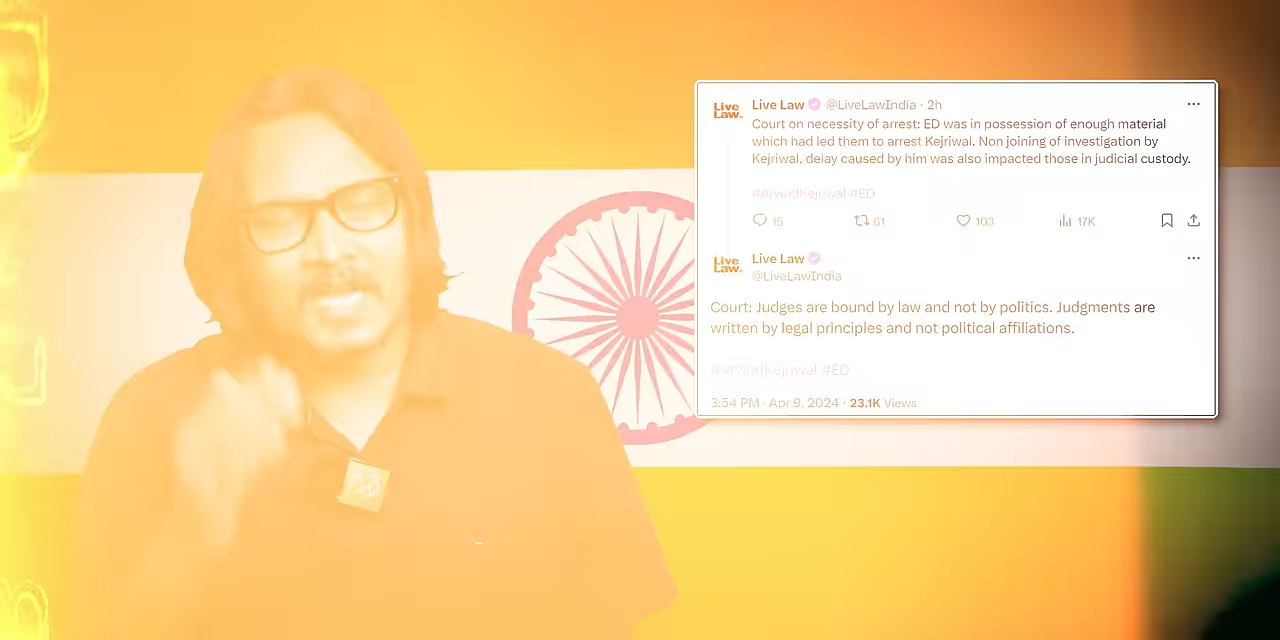 Live Law @LiveLawIndia · 2h
Live
Law.
Court on necessity of arrest: ED was in possession of enough material
which had led them to arrest Kejriwal. Non joining of investigation by
Kejriwal, delay caused by him was also impacted those in judicial custody.
#ArvindKejriwal #ED
15 61 103 17K
Live Law
Live
Law.
@LiveLawIndia
Court: Judges are bound by law and not by politics. Judgments are
written by legal principles and not political affiliations.
#ArvindKejriwal #ED
3:54 PM · Apr 9, 2024 · 23.1K Views